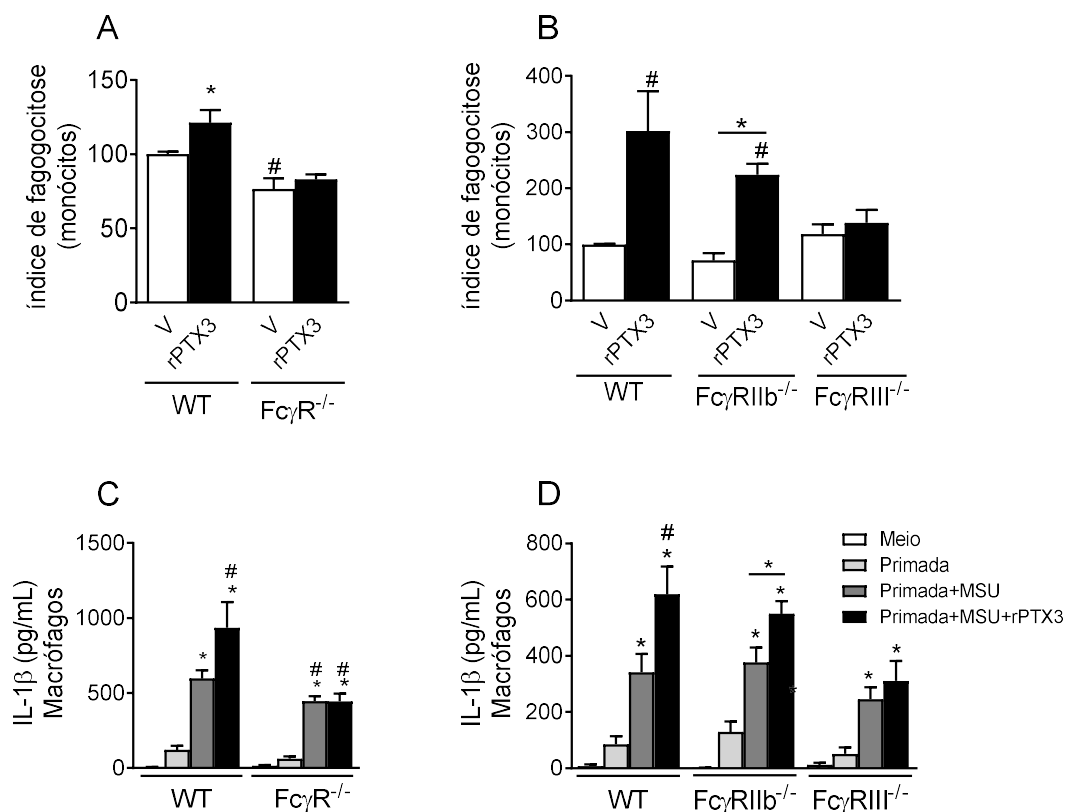 A
índice de fagogocitose
(monócitos)
150
100
50
0
*
#
V
rPTX3
V
rPTX3
WT
FcγR-/-
B
índice de fagogocitose
(monócitos)
400
300
200
100
0
#
*
#
V
rPTX3
V
rPTX3
V
rPTX3
WT
FcγRIIb-/-
FcγRIII-/-
C
IL-1β (pg/mL)
Macrófagos
1500
1000
500
0
*
#
*
#
*
#
*
WT
FcγR-/-
D
IL-1β (pg/mL)
Macrófagos
800
600
400
200
0
*
#
*
*
*
*
*
*
*
WT
FcγRIIb-/-
FcγRIII-/-
Meio
Primada
Primada+MSU
Primada+MSU+rPTX3